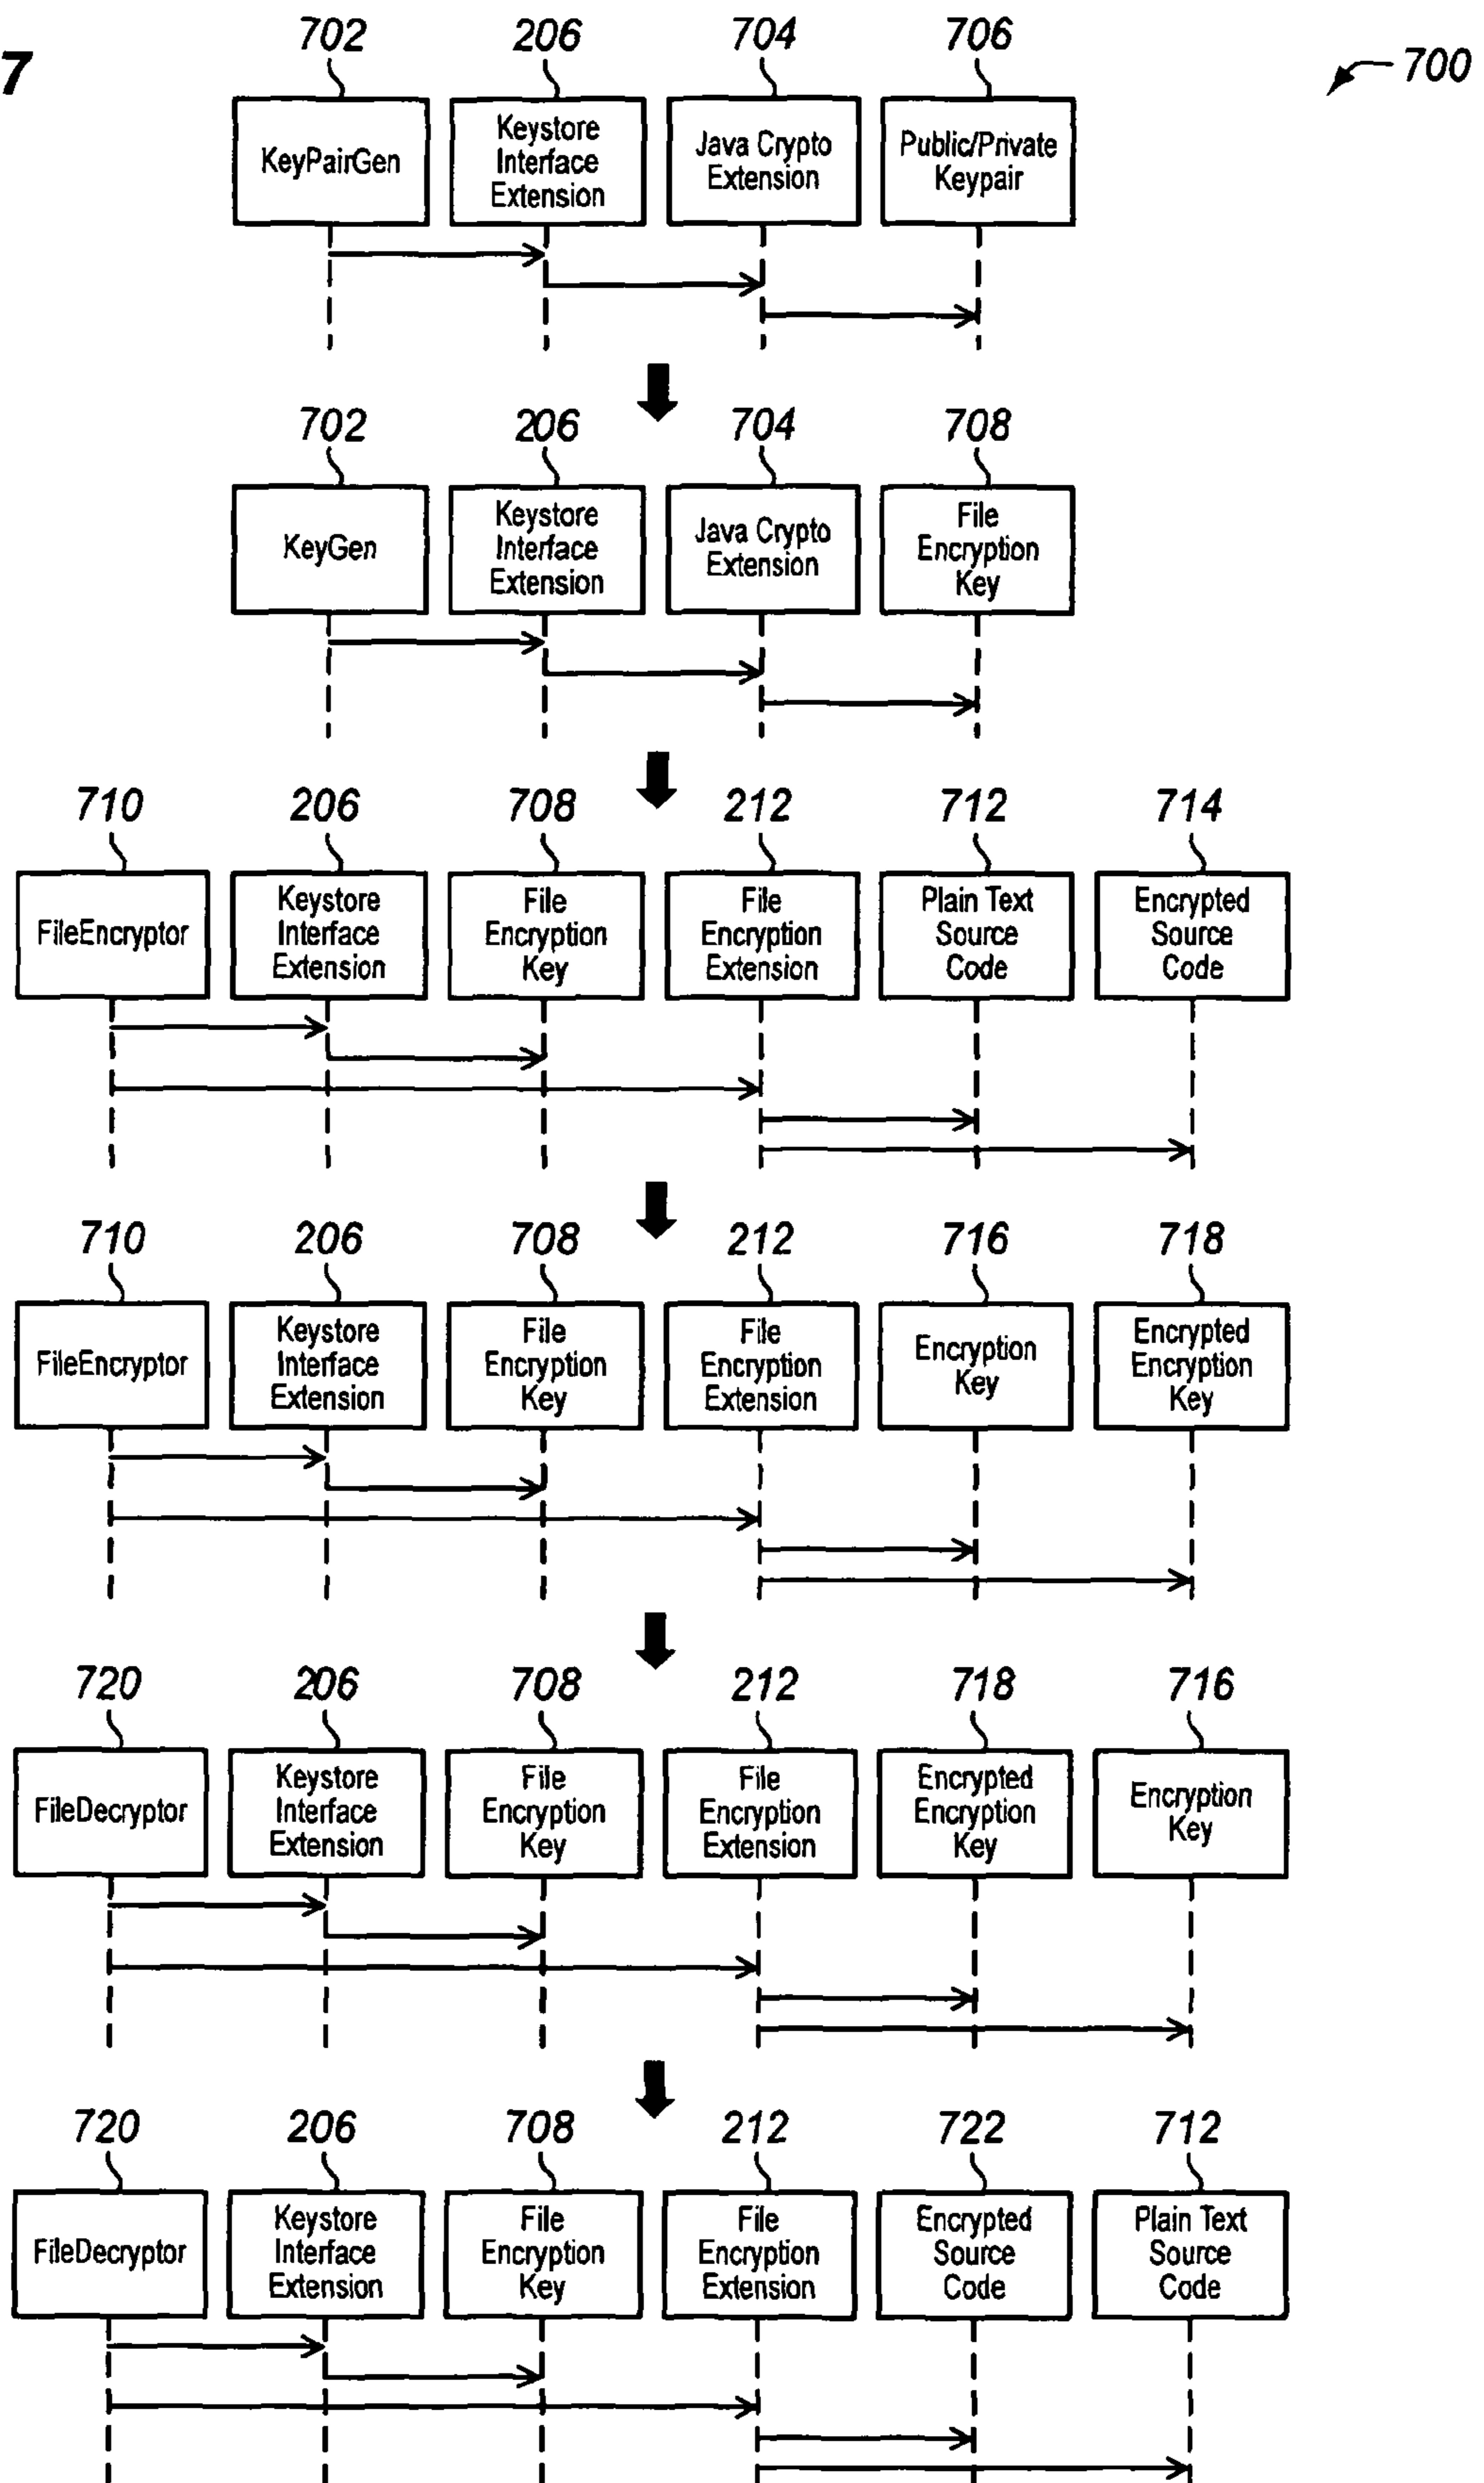 7
702 206 704 706
700
KeyPairGen
Keystore
Interface
Extension
Java Crypto
Extension
Public/Private
Keypair
702 206 704 708
KeyGen
Keystore
Interface
Extension
Java Crypto
Extension
File
Encryption
Key
710 206 708 212 712 714
FileEncryptor
Keystore
Interface
Extension
File
Encryption
Key
File
Encryption
Extension
Plain Text
Source
Code
Encrypted
Source
Code
710 206 708 212 716 718
FileEncryptor
Keystore
Interface
Extension
File
Encryption
Key
File
Encryption
Extension
Encryption
Key
Encrypted
Encryption
Key
720 206 708 212 718 716
FileDecryptor
Keystore
Interface
Extension
File
Encryption
Key
File
Encryption
Extension
Encrypted
Encryption
Key
Encryption
Key
720 206 708 212 722 712
FileDecryptor
Keystore
Interface
Extension
File
Encryption
Key
File
Encryption
Extension
Encrypted
Source
Code
Plain Text
Source
Code